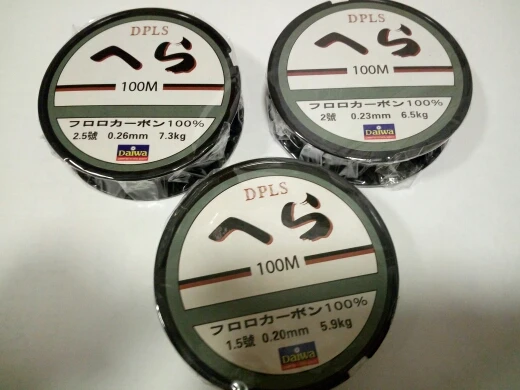 DPLS
へら
100M
フロロカーボン100%
2.5號 0.26mm 7.3kg
Daiwa
DPLS
へら
100M
フロロカーボン100%
2號 0.23mm 6.5kg
Daiwa
DPLS
へら
100M
フロロカーボン100%
1.5號 0.20mm 5.9kg
Daiwa